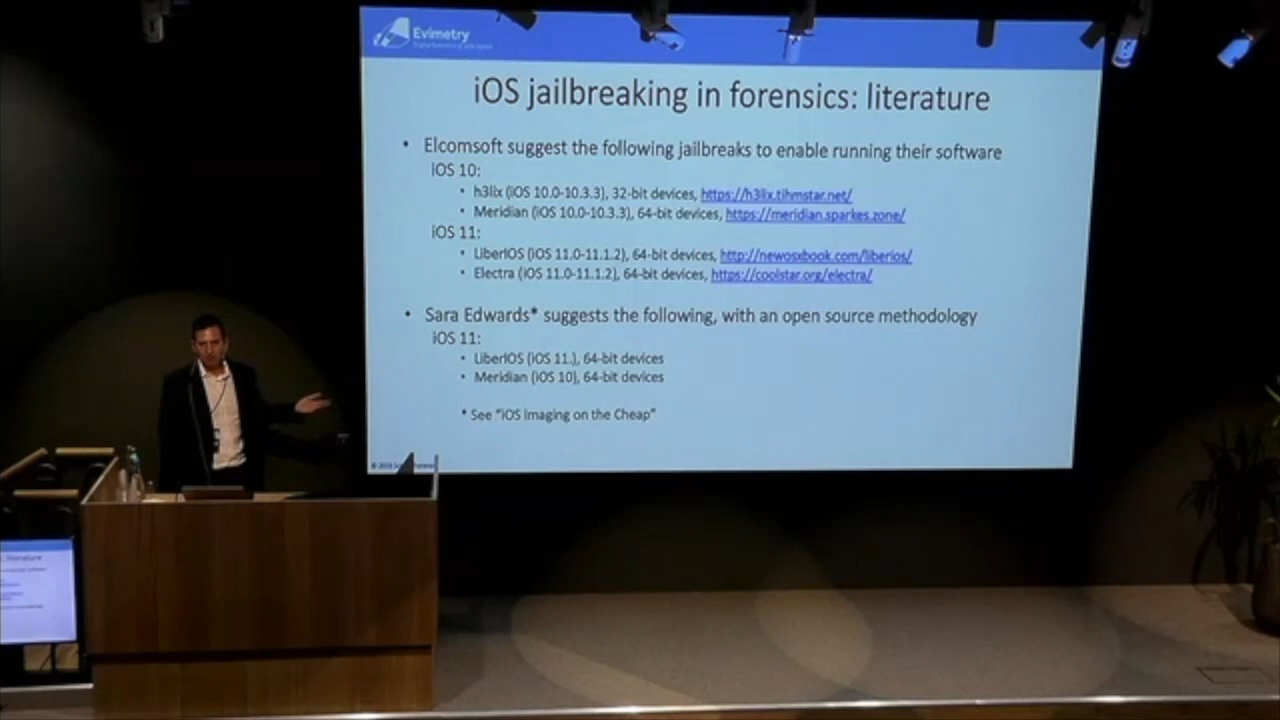 Evimetry
iOS jailbreaking in forensics: literature
• Elcomsoft suggest the following jailbreaks to enable running their software
iOS 10:
• h3lix (iOS 10.0-10.3.3), 32-bit devices, https://h3lix.tihmstar.net/
• Meridian (iOS 10.0-10.3.3), 64-bit devices, https://meridian.sparkes.zone/
iOS 11:
• LiberIOS (iOS 11.0-11.1.2), 64-bit devices, http://newosxbook.com/liberios/
• Electra (iOS 11.0-11.1.2), 64-bit devices, https://coolstar.org/electra/
• Sara Edwards* suggests the following, with an open source methodology
iOS 11:
• LiberIOS (iOS 11.), 64-bit devices
• Meridian (iOS 10), 64-bit devices
* See "iOS Imaging on the Cheap"